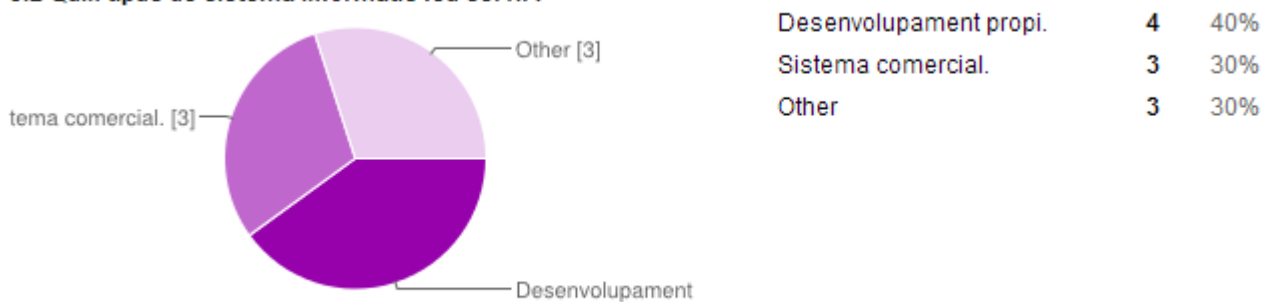 Other [3]
tema comercial. [3]
Desenvolupament
Desenvolupament propi. 4 40%
Sistema comercial. 3 30%
Other 3 30%